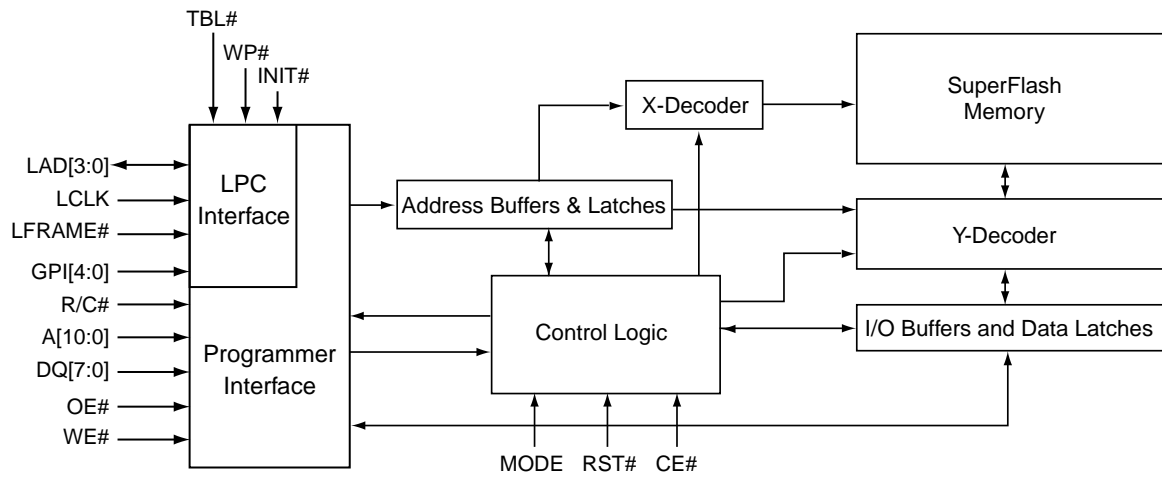 TBL#
WP#
INIT#
LAD[3:0]
LCLK
LFRAME#
GPI[4:0]
R/C#
A[10:0]
DQ[7:0]
OE#
WE#
LPC
Interface
Programmer
Interface
Address Buffers & Latches
X-Decoder
SuperFlash
Memory
Y-Decoder
Control Logic
I/O Buffers and Data Latches
MODE
RST#
CE#